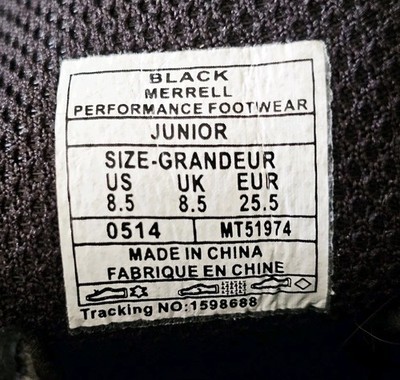 BLACK
MERRELL
PERFORMANCE FOOTWEAR
JUNIOR
SIZE-GRANDEUR
US UK EUR
8.5 8.5 25.5
0514 MT51974
MADE IN CHINA
FABRIQUE EN CHINE
Tracking NO:1598688